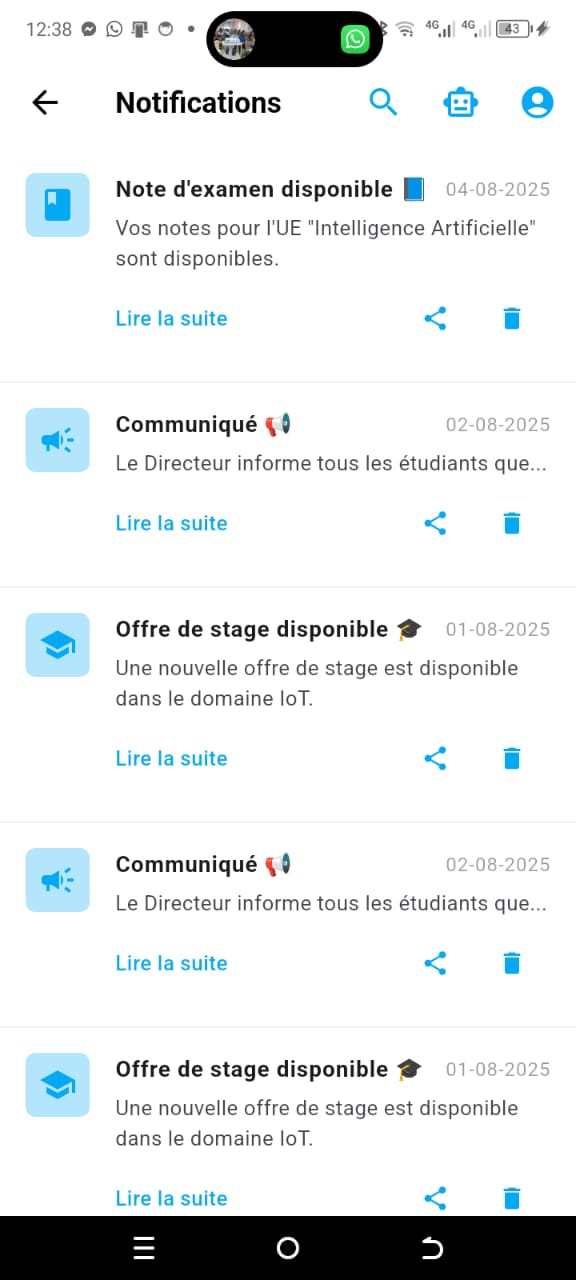 12:38 4G 4G 43
Notifications
Note d'examen disponible 📘 04-08-2025
Vos notes pour l'UE "Intelligence Artificielle"
sont disponibles.
Lire la suite
Communiqué 📢 02-08-2025
Le Directeur informe tous les étudiants que...
Lire la suite
Offre de stage disponible 🎓 01-08-2025
Une nouvelle offre de stage est disponible
dans le domaine IoT.
Lire la suite
Communiqué 📢 02-08-2025
Le Directeur informe tous les étudiants que...
Lire la suite
Offre de stage disponible 🎓 01-08-2025
Une nouvelle offre de stage est disponible
dans le domaine IoT.
Lire la suite